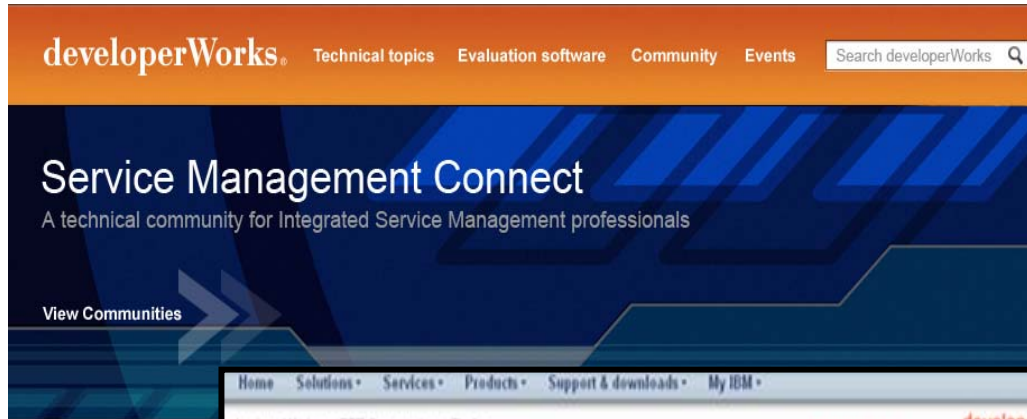 developerWorks® Technical topics Evaluation software Community Events Search developerWorks
Service Management Connect
A technical community for Integrated Service Management professionals
View Communities
Home Solutions Services Products Support & downloads My IBM